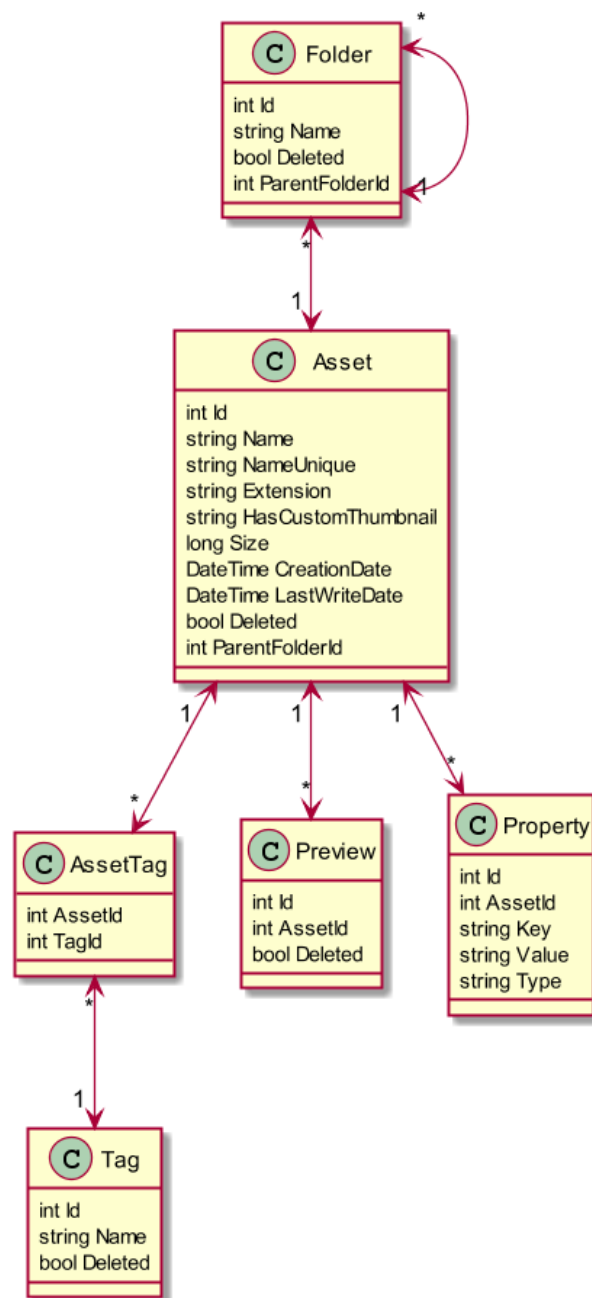 *
C Folder
int Id
string Name
bool Deleted
int ParentFolderId
1
*
1
C Asset
int Id
string Name
string NameUnique
string Extension
string HasCustomThumbnail
long Size
DateTime CreationDate
DateTime LastWriteDate
bool Deleted
int ParentFolderId
1
1
1
*
*
*
C AssetTag
int AssetId
int TagId
C Preview
int Id
int AssetId
bool Deleted
C Property
int Id
int AssetId
string Key
string Value
string Type
*
1
C Tag
int Id
string Name
bool Deleted